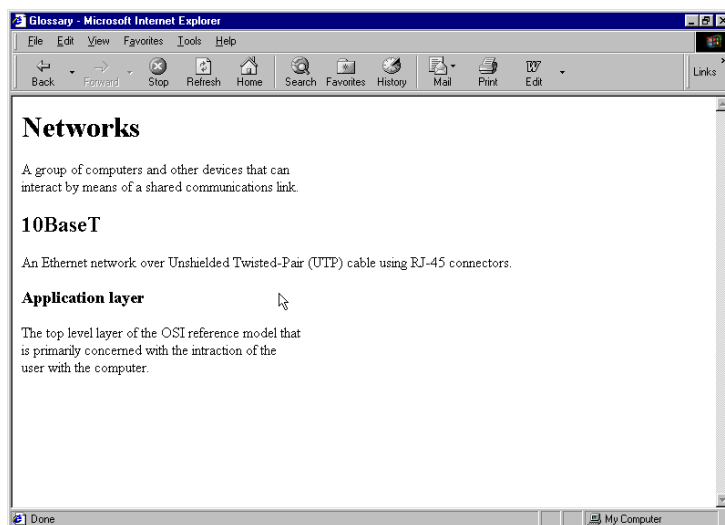 Glossary - Microsoft Internet Explorer
File Edit View Favorites Tools Help
Back Forward Stop Refresh Home Search Favorites History Mail Print Edit Links
Networks
A group of computers and other devices that can
interact by means of a shared communications link.
10BaseT
An Ethernet network over Unshielded Twisted-Pair (UTP) cable using RJ-45 connectors.
Application layer
The top level layer of the OSI reference model that
is primarily concerned with the intraction of the
user with the computer.
Done My Computer